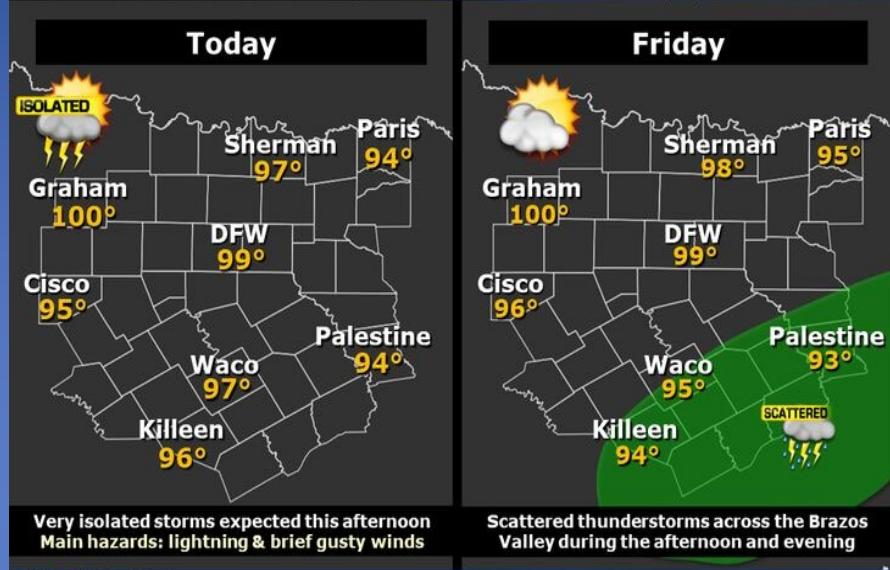 Today
ISOLATED
Sherman
97°
Paris
94°
Graham
100°
DFW
99°
Cisco
95°
Palestine
94°
Waco
97°
Killeen
96°
Very isolated storms expected this afternoon
Main hazards: lightning & brief gusty winds
Friday
Sherman
98°
Paris
95°
Graham
100°
DFW
99°
Cisco
96°
Palestine
93°
Waco
95°
SCATTERED
Killeen
94°
Scattered thunderstorms across the Brazos
Valley during the afternoon and evening